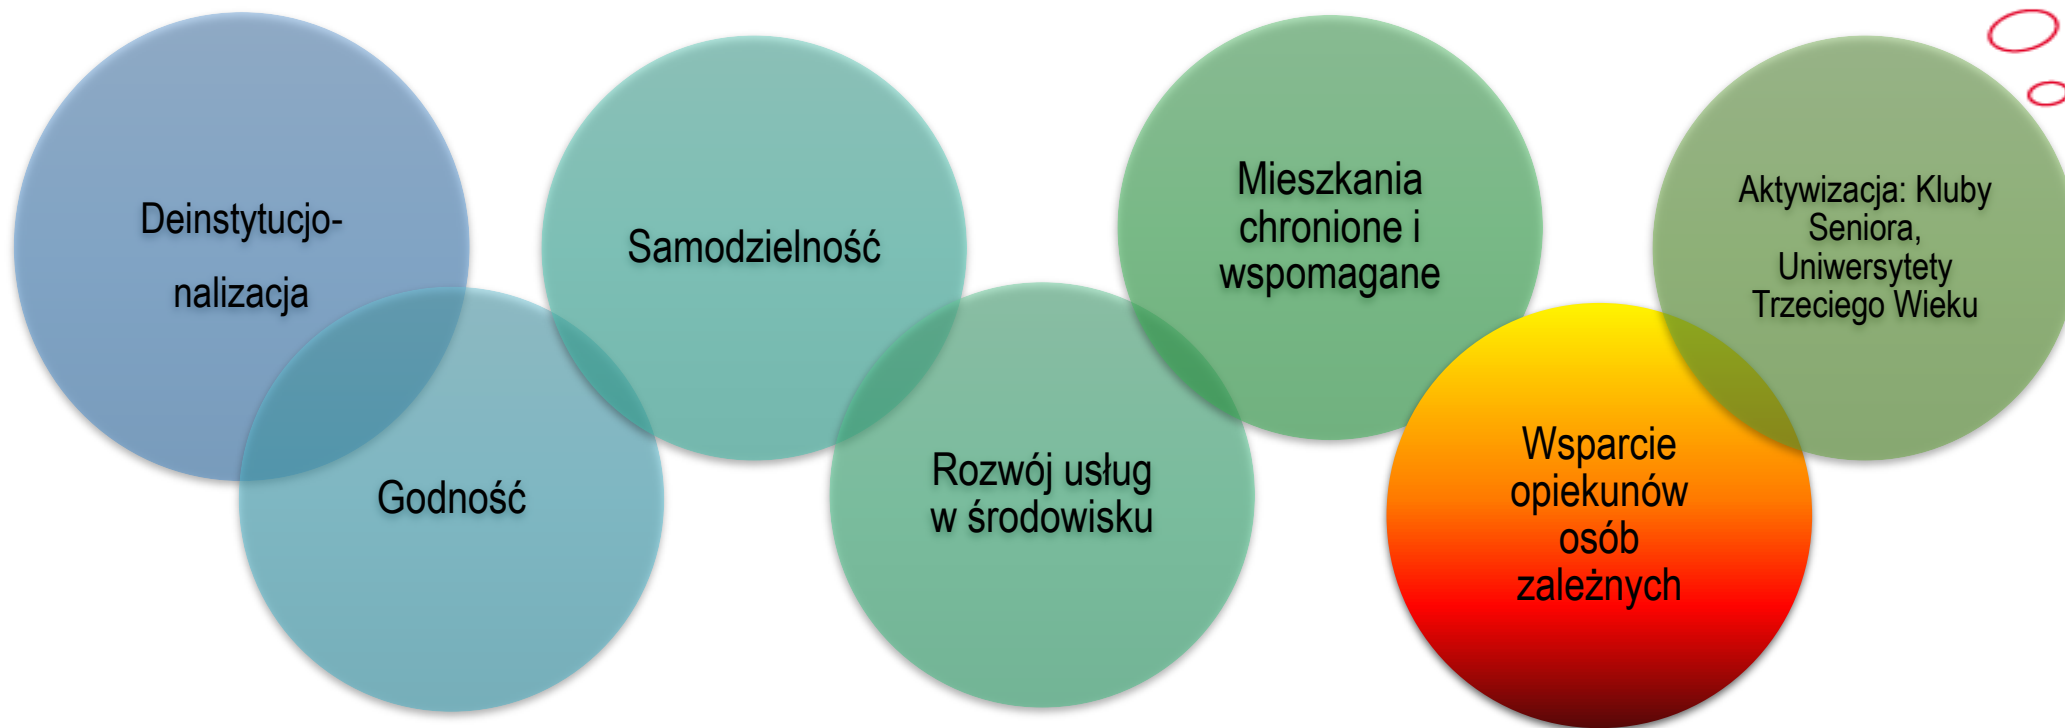 Deinstytucjo-
nalizacja
Godność
Samodzielność
Rozwój usług
w środowisku
Mieszkania
chronione i
wspomagane
Wsparcie
opiekunów
osób
zależnych
Aktywizacja: Kluby
Seniora,
Uniwersytety
Trzeciego Wieku